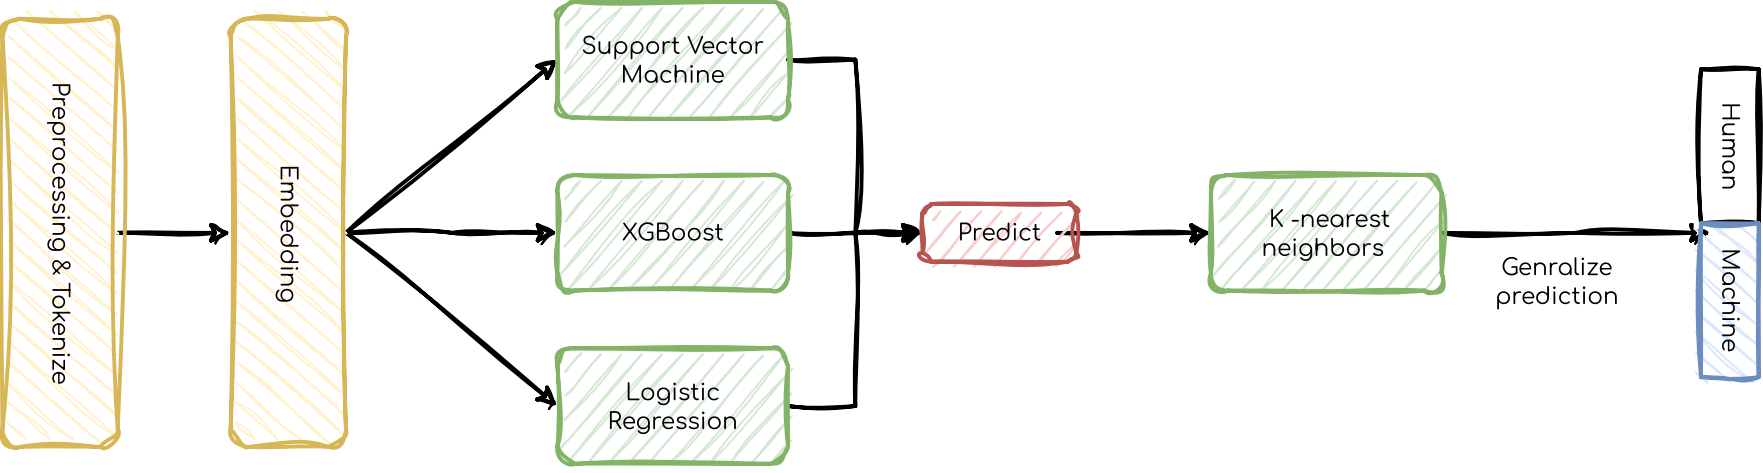 Preprocessing & Tokenize
Embedding
Support Vector
Machine
XGBoost
Logistic
Regression
Predict
K -nearest
neighbors
Genralize
prediction
Human
Machine